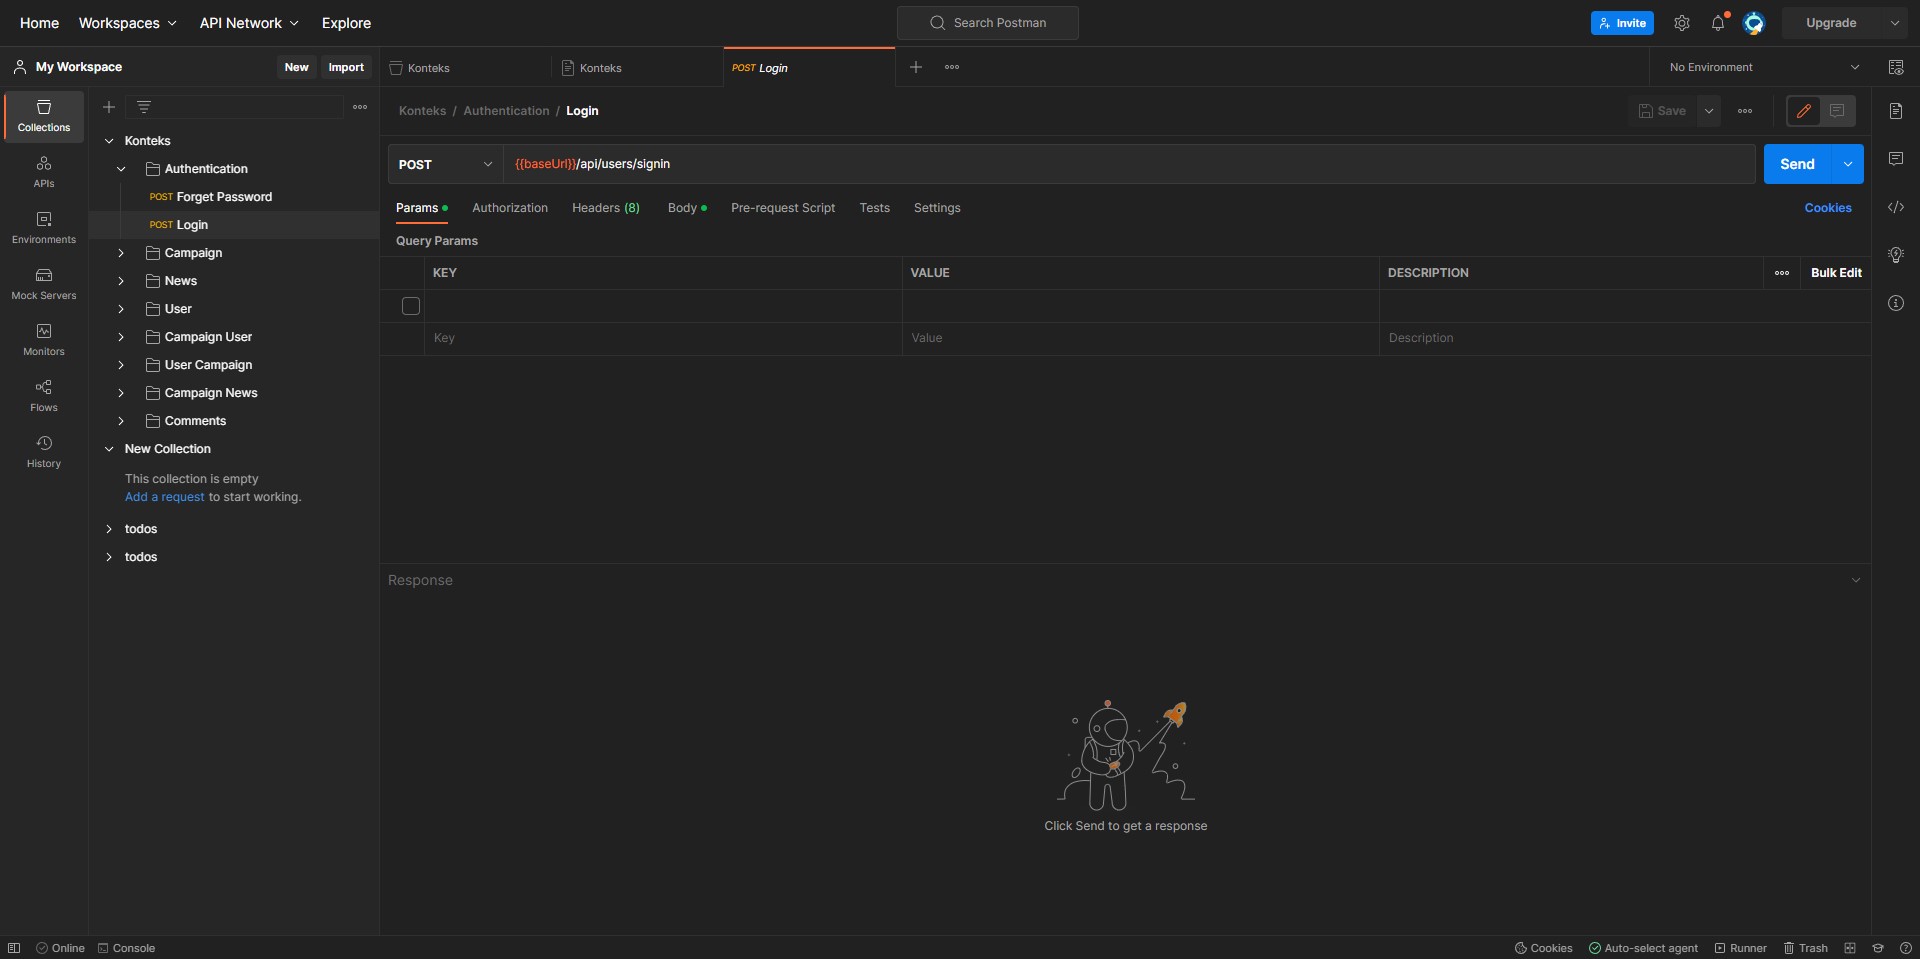 Home Workspaces API Network Explore Search Postman Invite Upgrade
My Workspace New Import Konteks Konteks POST Login No Environment
Konteks / Authentication / Login Save
Collections
APIs
Environments
Mock Servers
Monitors
Flows
History
Konteks
Authentication
POST Forget Password
POST Login
Campaign
News
User
Campaign User
User Campaign
Campaign News
Comments
New Collection
This collection is empty
Add a request to start working.
todos
todos
POST {{baseUrl}}/api/users/signin Send
Params Authorization Headers (8) Body Pre-request Script Tests Settings Cookies
Query Params
KEY VALUE DESCRIPTION Bulk Edit
Key Value Description
Response
Click Send to get a response
Online Console Cookies Auto-select agent Runner Trash